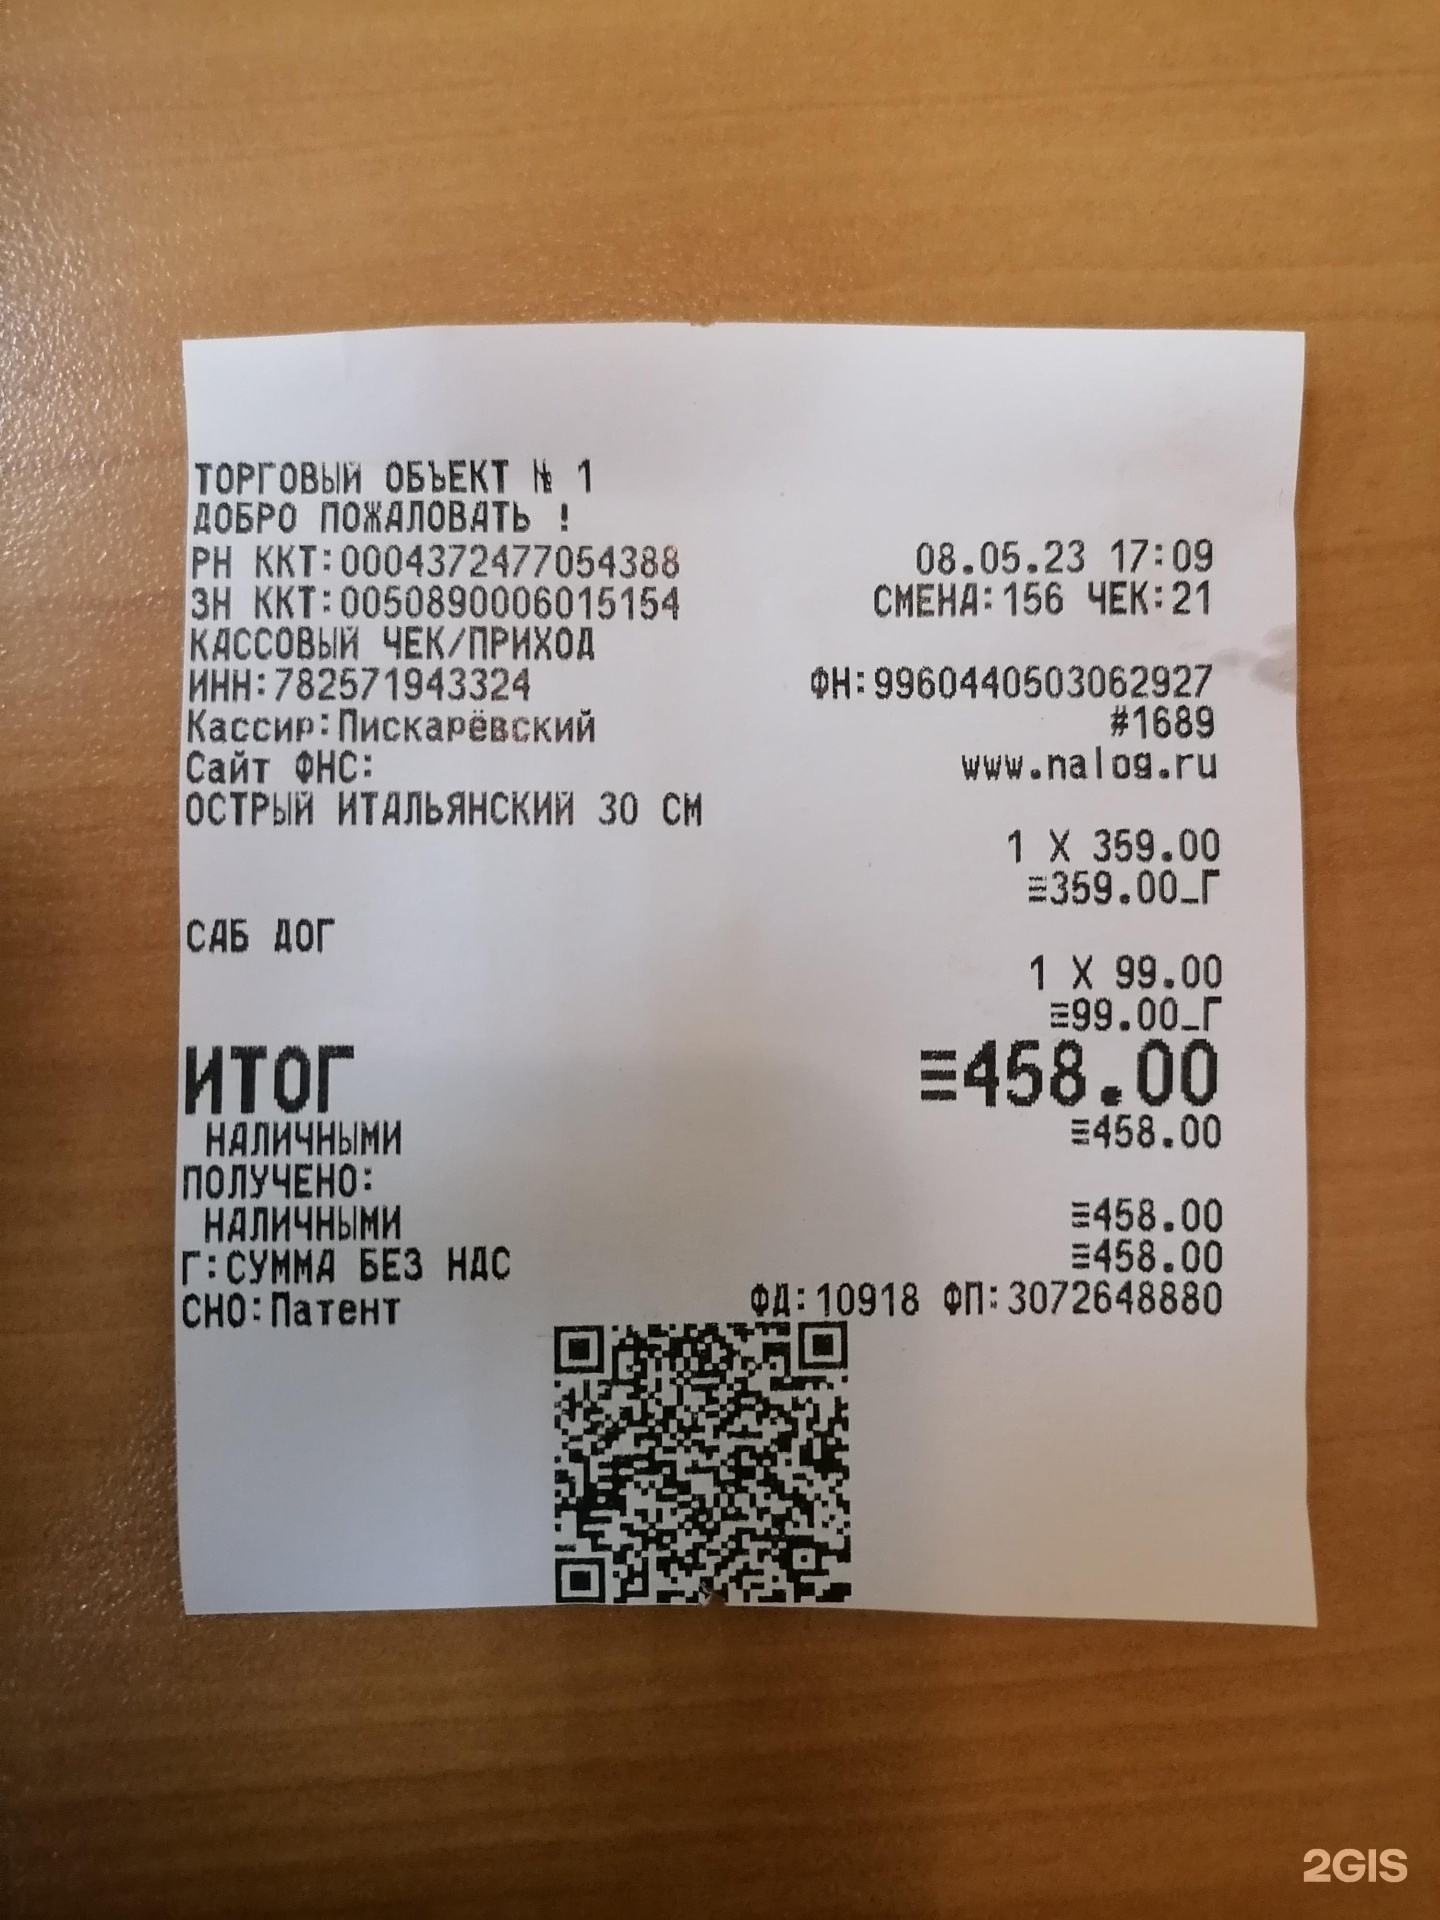 ТОРГОВЫЙ ОБЪЕКТ № 1
ДОБРО ПОЖАЛОВАТЬ !
РН ККТ:0004372477054388 08.05.23 17:09
ЗН ККТ:0050890006015154 СМЕНА:156 ЧЕК:21
КАССОВЫЙ ЧЕК/ПРИХОД
ИНН:782571943324 ФН:9960440503062927
Кассир:Пискарёвский #1689
Сайт ФНС: www.nalog.ru
ОСТРЫЙ ИТАЛЬЯНСКИЙ 30 СМ
1 X 359.00
≡359.00_Г
САБ ДОГ
1 X 99.00
≡99.00_Г
ИТОГ ≡458.00
НАЛИЧНЫМИ ≡458.00
ПОЛУЧЕНО:
НАЛИЧНЫМИ ≡458.00
Г:СУММА БЕЗ НДС ≡458.00
СНО:Патент ФД:10918 ФП:3072648880
2GIS